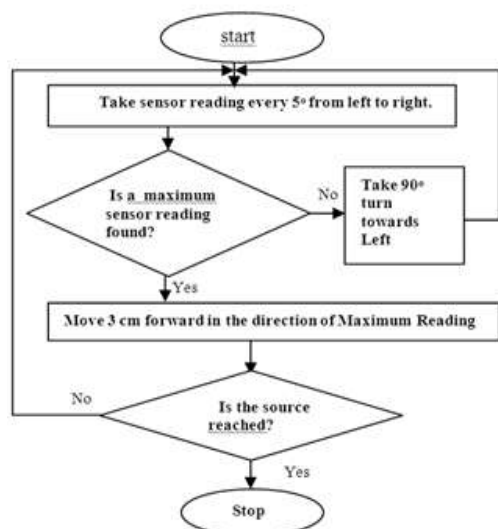 start
Take sensor reading every 5° from left to right.
Is a maximum
sensor reading
found?
No
Take 90°
turn
towards
Left
Yes
Move 3 cm forward in the direction of Maximum Reading
No
Is the source
reached?
Yes
Stop